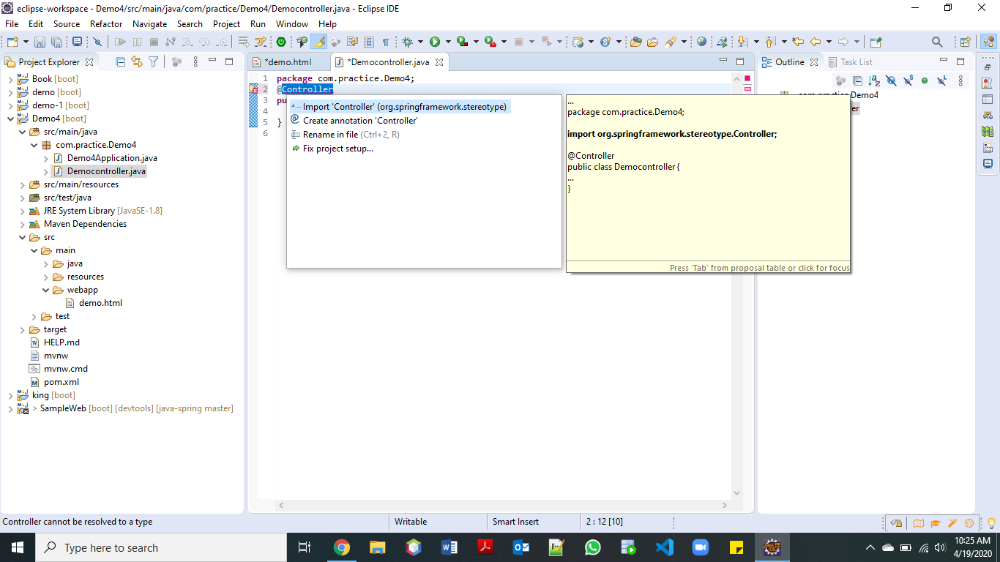 eclipse-workspace - Demo4/src/main/java/com/practice/Demo4/Democontroller.java - Eclipse IDE
File Edit Source Refactor Navigate Search Project Run Window Help
Project Explorer
Book [boot]
demo [boot]
demo-1 [boot]
Demo4 [boot]
src/main/java
com.practice.Demo4
Demo4Application.java
Democontroller.java
src/main/resources
src/test/java
JRE System Library [JavaSE-1.8]
Maven Dependencies
src
main
java
resources
webapp
demo.html
test
target
HELP.md
mvnw
mvnw.cmd
pom.xml
king [boot]
> SampleWeb [boot] [devtools] [java-spring master]
*demo.html *Democontroller.java
1 package com.practice.Demo4;
2 @Controller
3 pu
4
5 }
6
Import 'Controller' (org.springframework.stereotype)
Create annotation 'Controller'
Rename in file (Ctrl+2, R)
Fix project setup...
...
package com.practice.Demo4;
import org.springframework.stereotype.Controller;
@Controller
public class Democontroller {
...
}
Press 'Tab' from proposal table or click for focus
Outline Task List
com.practice.Demo4
er
Controller cannot be resolved to a type
Writable
Smart Insert
2 : 12 [10]
Type here to search
10:25 AM
4/19/2020